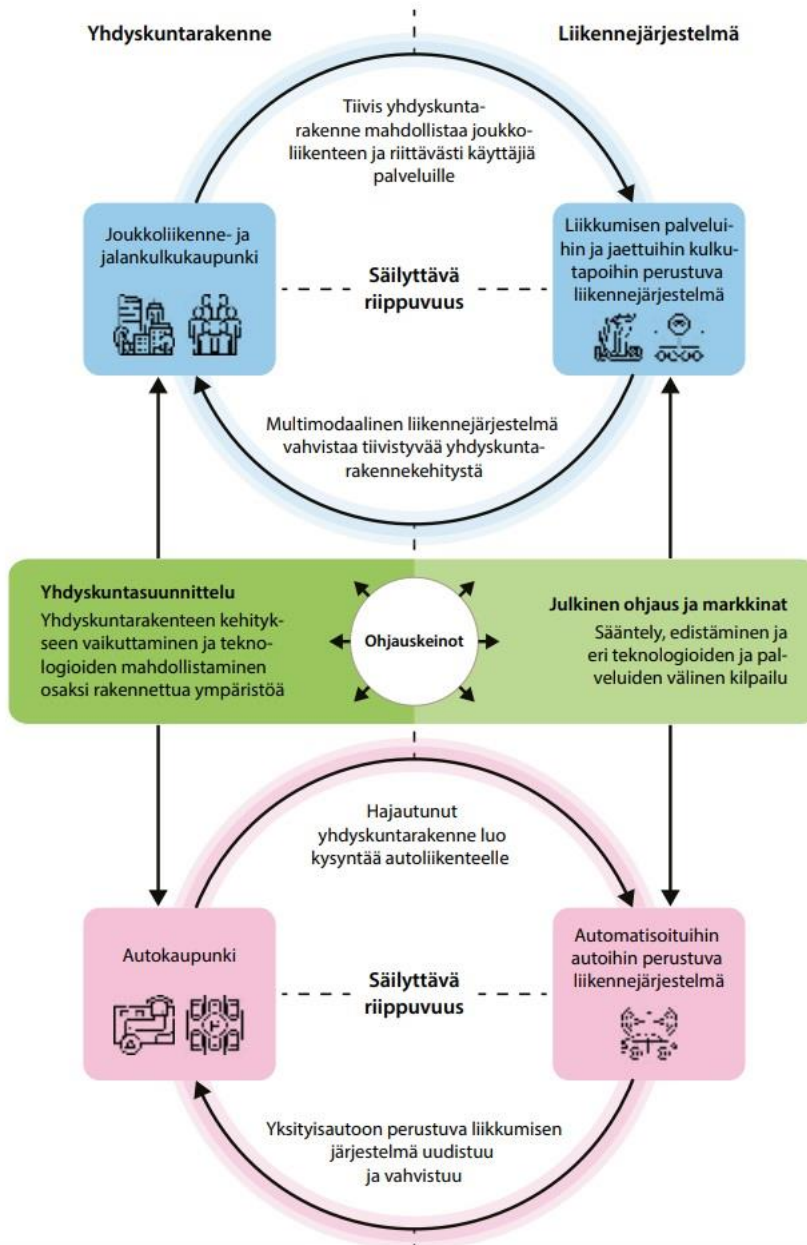 Yhdyskuntarakenne
Liikennejärjestelmä
Tiivis yhdyskunta-
rakenne mahdollistaa joukko-
liikenteen ja riittävästi käyttäjiä
palveluille
Joukkoliikenne- ja
jalankulkukaupunki
Säilyttävä
riippuvuus
Liikkumisen palvelui-
hin ja jaettuihin kulku-
tapoihin perustuva
liikennejärjestelmä
Multimodaalinen liikennejärjestelmä
vahvistaa tiivistyvää yhdyskunta-
rakennekehitystä
Yhdyskuntasuunnittelu
Yhdyskuntarakenteen kehityk-
seen vaikuttaminen ja tekno-
logioiden mahdollistaminen
osaksi rakennettua ympäristöä
Ohjauskeinot
Julkinen ohjaus ja markkinat
Sääntely, edistäminen ja
eri teknologioiden ja pal-
veluiden välinen kilpailu
Hajautunut
yhdyskuntarakenne luo
kysyntää autoliikenteelle
Autokaupunki
Säilyttävä
riippuvuus
Automatisoituihin
autoihin perustuva
liikennejärjestelmä
Yksityisautoon perustuva liikkumisen
järjestelmä uudistuu
ja vahvistuu